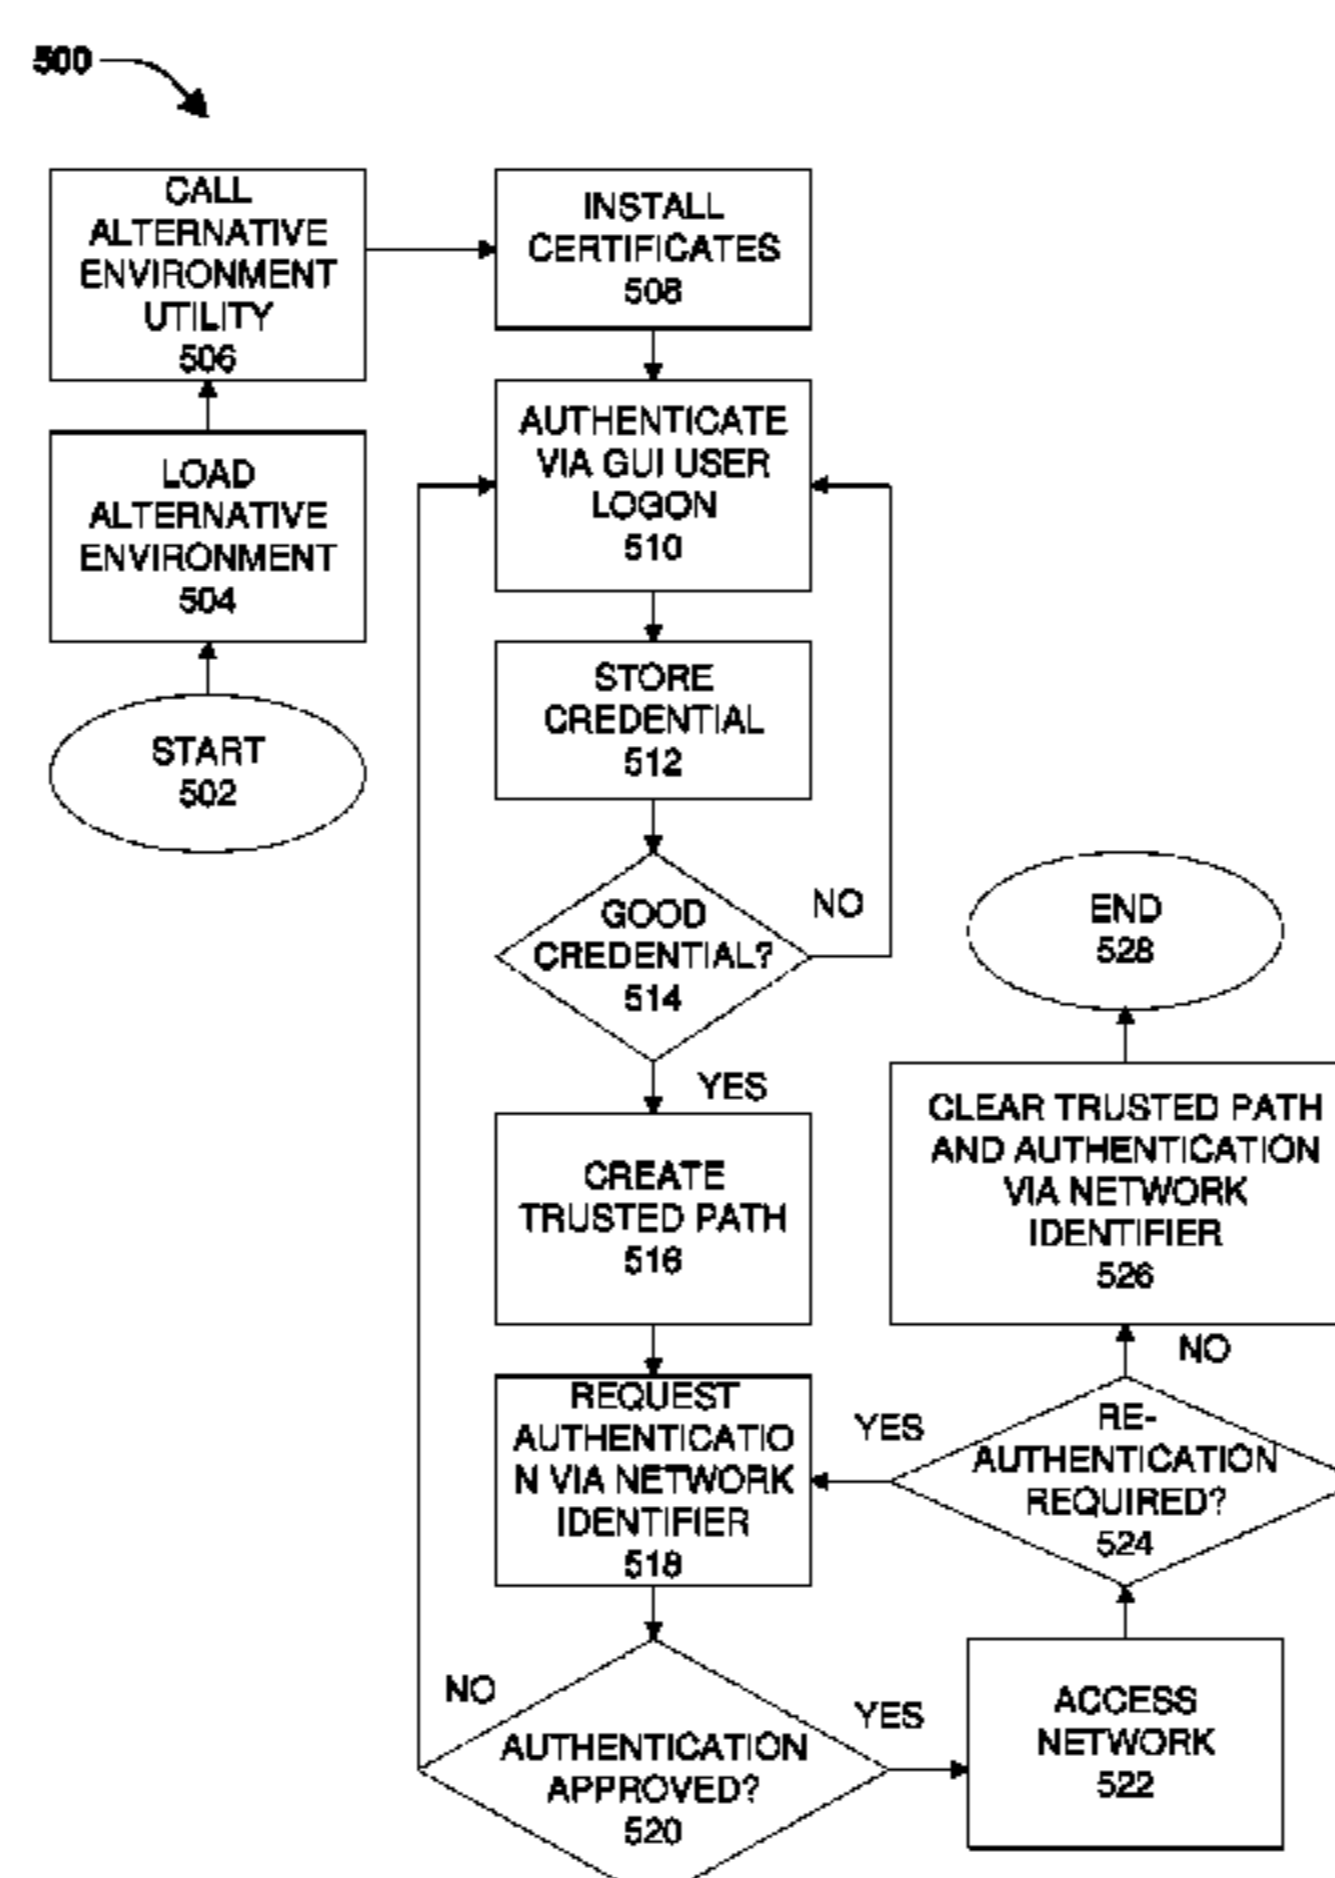 500
CALL
ALTERNATIVE
ENVIRONMENT
UTILITY
506
INSTALL
CERTIFICATES
508
LOAD
ALTERNATIVE
ENVIRONMENT
504
AUTHENTICATE
VIA GUI USER
LOGON
510
START
502
STORE
CREDENTIAL
512
GOOD
CREDENTIAL?
514
NO
YES
END
528
CREATE
TRUSTED PATH
516
CLEAR TRUSTED PATH
AND AUTHENTICATION
VIA NETWORK
IDENTIFIER
526
NO
REQUEST
AUTHENTICATIO
N VIA NETWORK
IDENTIFIER
518
YES
RE-
AUTHENTICATION
REQUIRED?
524
NO
AUTHENTICATION
APPROVED?
520
YES
ACCESS
NETWORK
522